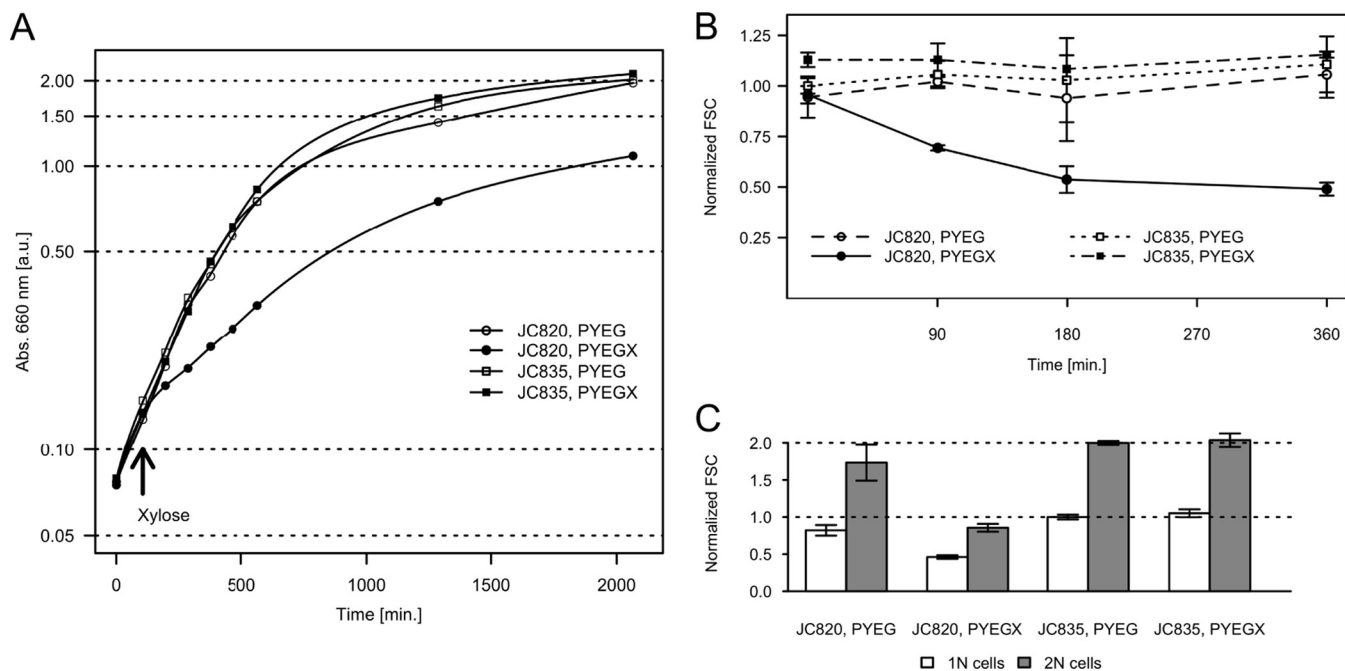 A
Abs. 660 nm [a.u.]
2.00
1.50
1.00
0.50
0.10
0.05
Xylose
JC820, PYEG
JC820, PYEGX
JC835, PYEG
JC835, PYEGX
0 500 1000 1500 2000
Time [min.]
B
Normalized FSC
1.25
1.00
0.75
0.50
0.25
JC820, PYEG JC835, PYEG
JC820, PYEGX JC835, PYEGX
90 180 270 360
Time [min.]
C
Normalized FSC
2.0
1.5
1.0
0.5
0.0
JC820, PYEG JC820, PYEGX JC835, PYEG JC835, PYEGX
1N cells 2N cells